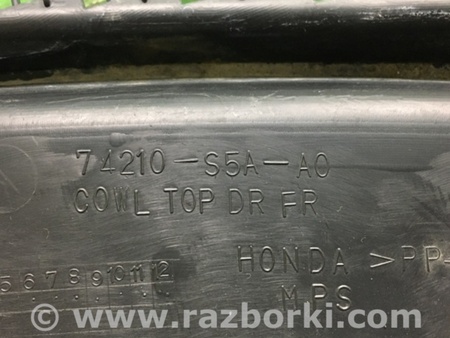 74210-S5A-A0
COWL TOP DR FR
HONDA >PP-
5 6 7 8 9 10 11 12
M.P.S
© www.razborki.com